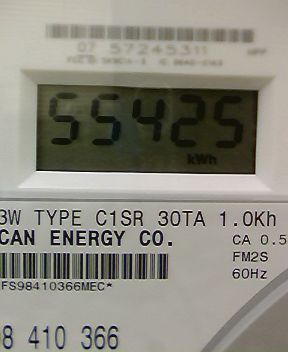 07 57245311
55425
kWh
3W TYPE C1SR 30TA 1.0Kh
CAN ENERGY CO. CA 0.5
FM2S
60Hz
FS98410366MEC*
98 410 366